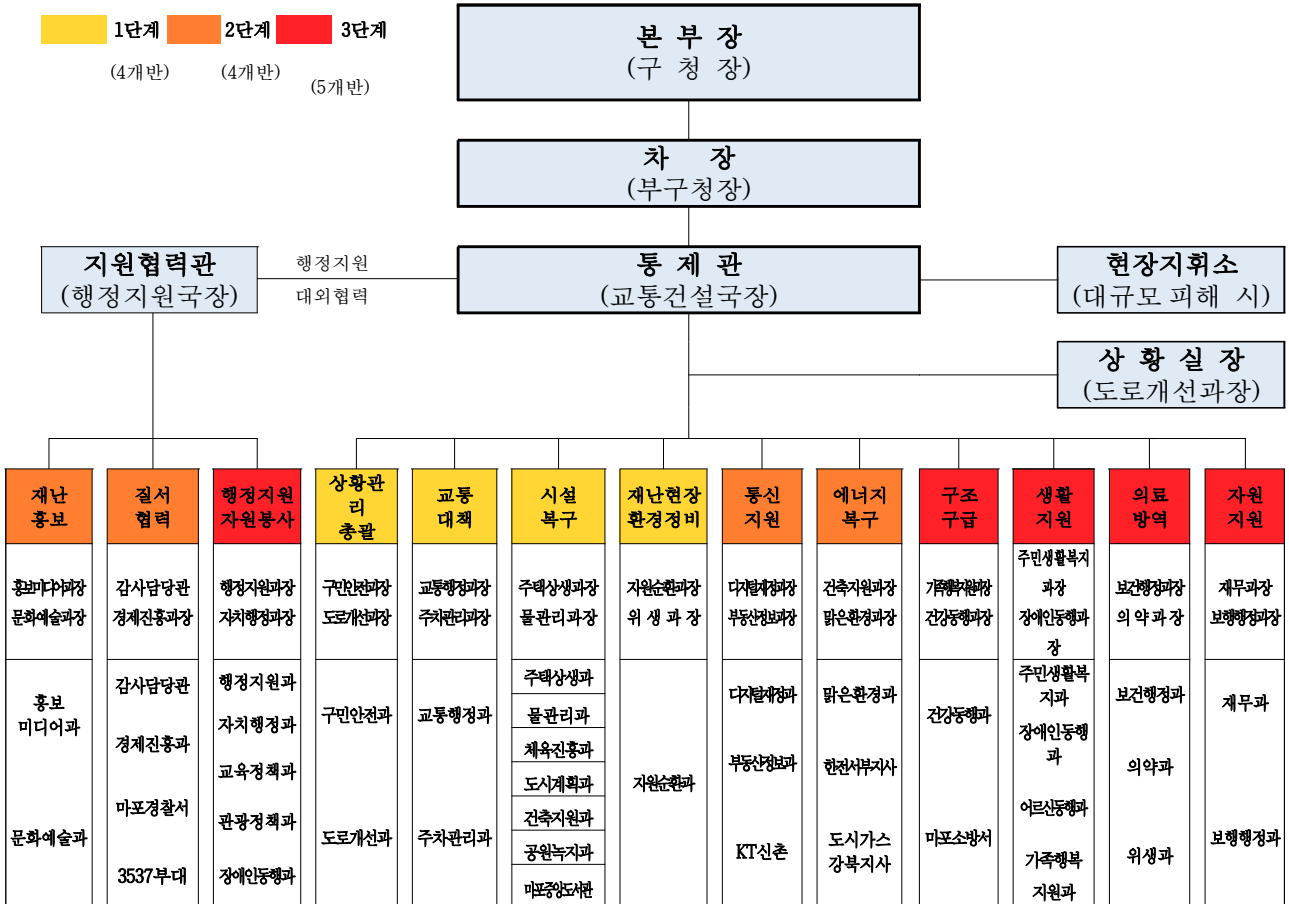 1단계 2단계 3단계
(4개반) (4개반) (5개반)
본 부 장
(구 청 장)
차 장
(부구청장)
지원협력관
(행정지원국장)
행정지원
대외협력
통 제 관
(교통건설국장)
현장지휘소
(대규모 피해 시)
상 황 실 장
(도로개선과장)
재난
홍보
홍보미디어과장
문화예술과장
홍보
미디어과
문화예술과
질서
협력
감사담당관
경제진흥과장
감사담당관
경제진흥과
마포경찰서
3537부대
행정지원
자원봉사
행정지원과장
자치행정과장
행정지원과
자치행정과
교육정책과
관광정책과
장애인동행과
상황관
리
총괄
구민안전과장
도로개선과장
구민안전과
도로개선과
교통
대책
교통행정과장
주차관리과장
교통행정과
주차관리과
시설
복구
주택상생과장
물관리과장
주택상생과
물관리과
체육진흥과
도시계획과
건축지원과
공원녹지과
마포중앙도서관
재난현장
환경정비
자원순환과장
위 생 과 장
자원순환과
통신
지원
디지털재정과장
부동산정보과장
디지털재정과
부동산정보과
KT신촌
에너지
복구
건축지원과장
맑은환경과장
맑은환경과
한전서부지사
도시가스
강북지사
구조
구급
가족행복지원과장
건강동행과장
건강동행과
마포소방서
생활
지원
주민생활복지
과장
장애인동행과
장
주민생활복
지과
장애인동행
과
어르신동행과
가족행복
지원과
의료
방역
보건행정과장
의 약 과 장
보건행정과
의약과
위생과
자원
지원
재무과장
보행행정과장
재무과
보행행정과